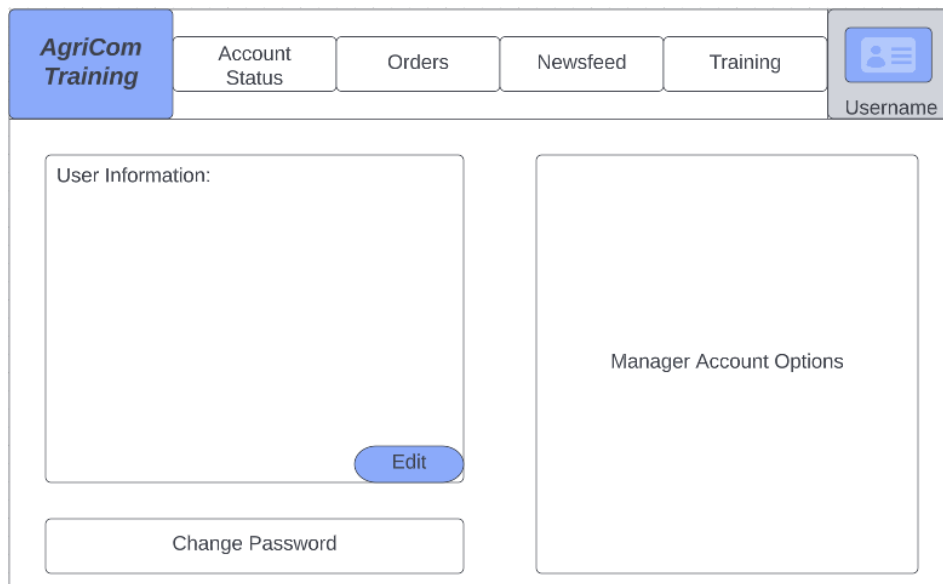 AgriCom
Training
Account
Status
Orders
Newsfeed
Training
Username
User Information:
Edit
Change Password
Manager Account Options